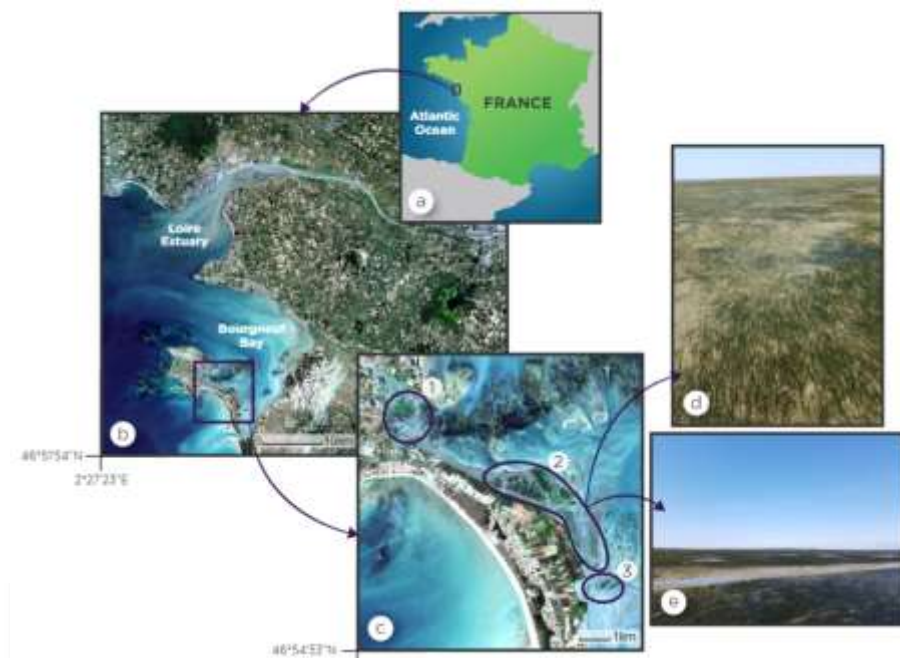 FRANCE
Atlantic
Ocean
a
Loire
Estuary
Bourgneuf
Bay
10km
b
46°57'54"N
2°27'23"E
1
2
3
1km
c
46°54'53"N
d
e